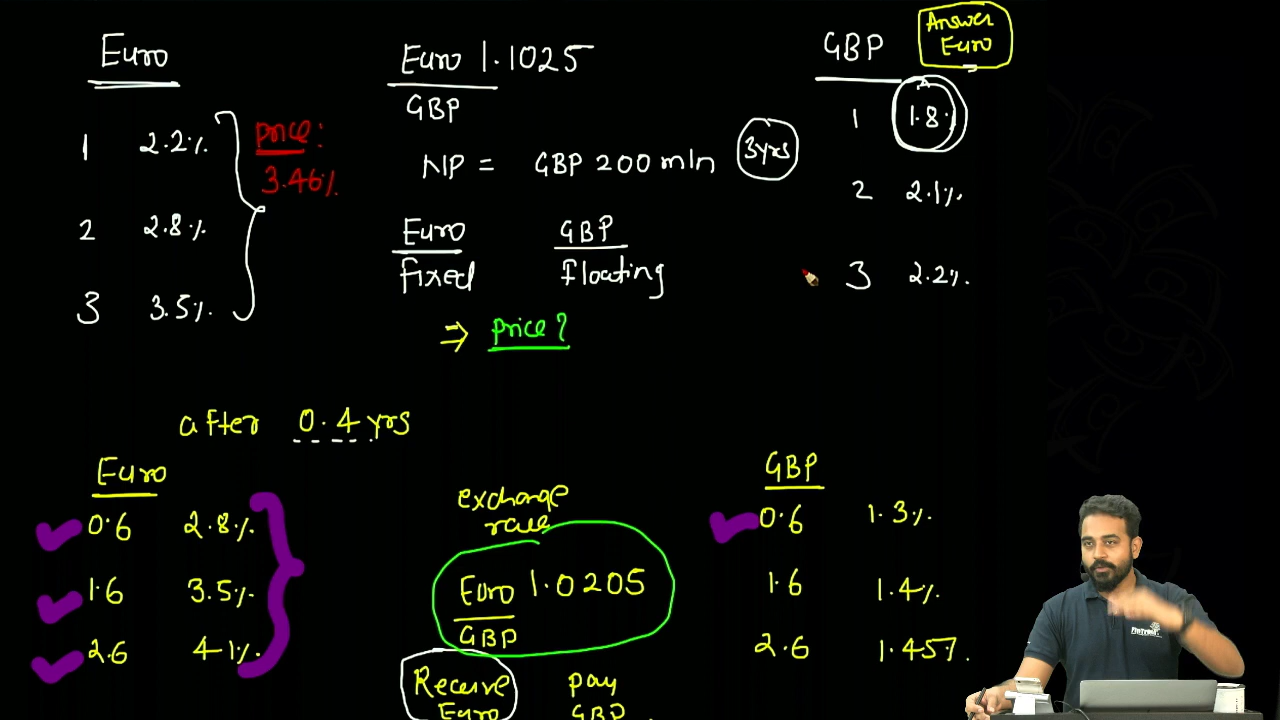 Euro
1 2.2%
2 2.8%
3 3.5%
Price:
3.46%
Euro 1.1025
GBP
NP = GBP 200 mln
3yrs
Euro GBP
fixed floating
⇒ price?
GBP
Answer
Euro
1 1.8%
2 2.1%
3 2.2%
after 0.4 yrs
Euro
0.6 2.8%
1.6 3.5%
2.6 4.1%
exchange
rate
Euro 1.0205
GBP
Receive pay
Euro GBP
GBP
0.6 1.3%
1.6 1.4%
2.6 1.45%